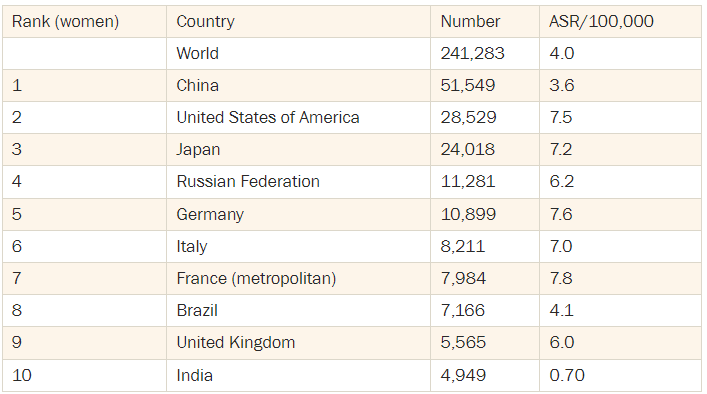 Rank (women) Country Number ASR/100,000
World 241,283 4.0
1 China 51,549 3.6
2 United States of America 28,529 7.5
3 Japan 24,018 7.2
4 Russian Federation 11,281 6.2
5 Germany 10,899 7.6
6 Italy 8,211 7.0
7 France (metropolitan) 7,984 7.8
8 Brazil 7,166 4.1
9 United Kingdom 5,565 6.0
10 India 4,949 0.70